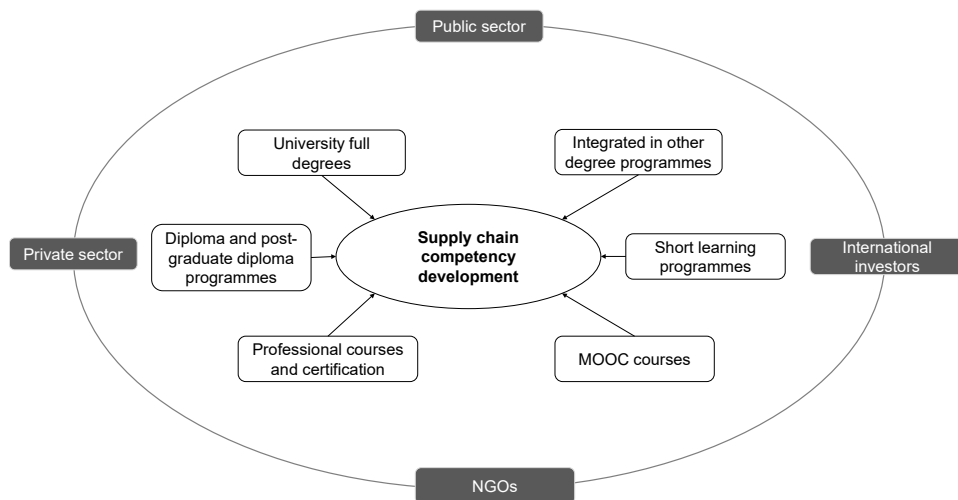 Public sector
University full
degrees
Integrated in other
degree programmes
Private sector
Diploma and post-
graduate diploma
programmes
Supply chain
competency
development
Short learning
programmes
International
investors
Professional courses
and certification
MOOC courses
NGOs